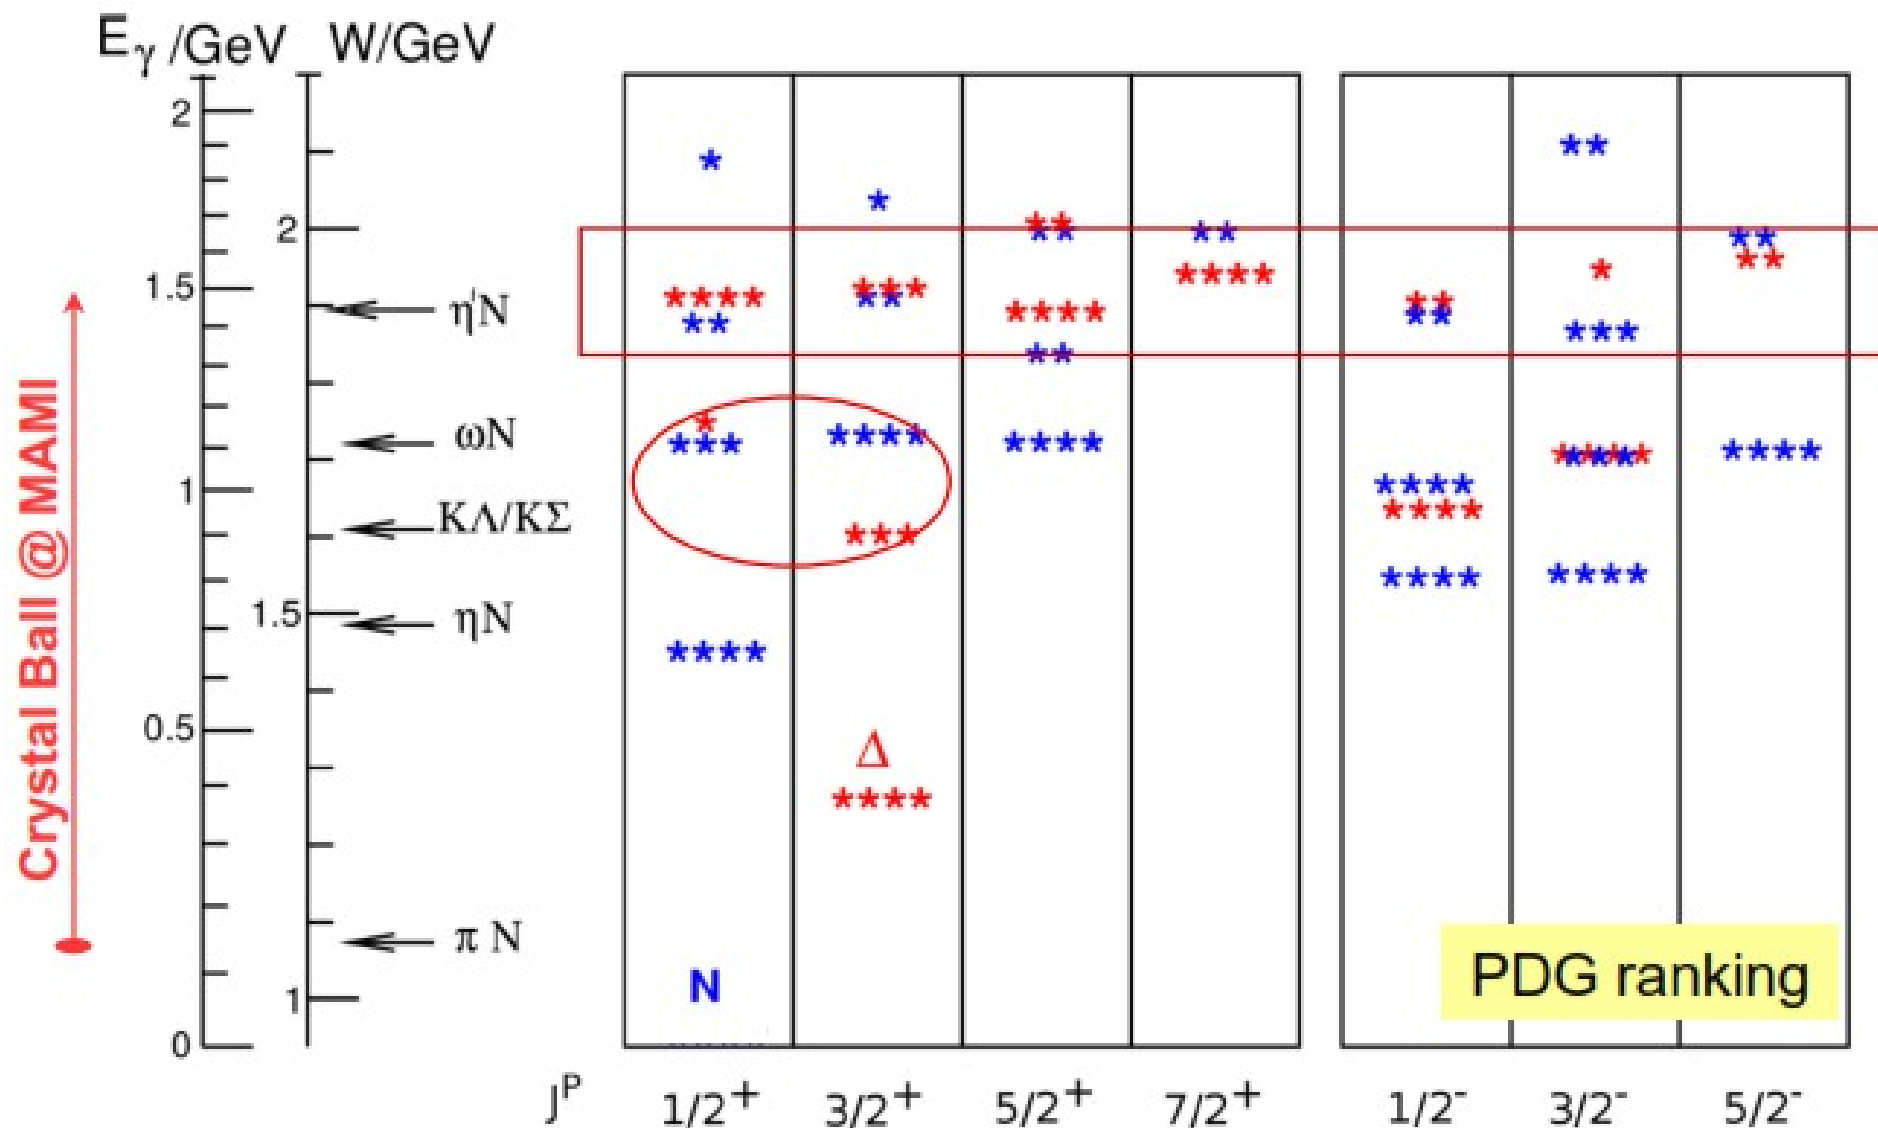 Eγ /GeV W/GeV
2
2
1.5
η'N
ωN
1
KΛ/KΣ
1.5
ηN
0.5
Δ
π N
N
1
0
Crystal Ball @ MAMI
PDG ranking
J^P 1/2+ 3/2+ 5/2+ 7/2+ 1/2- 3/2- 5/2-